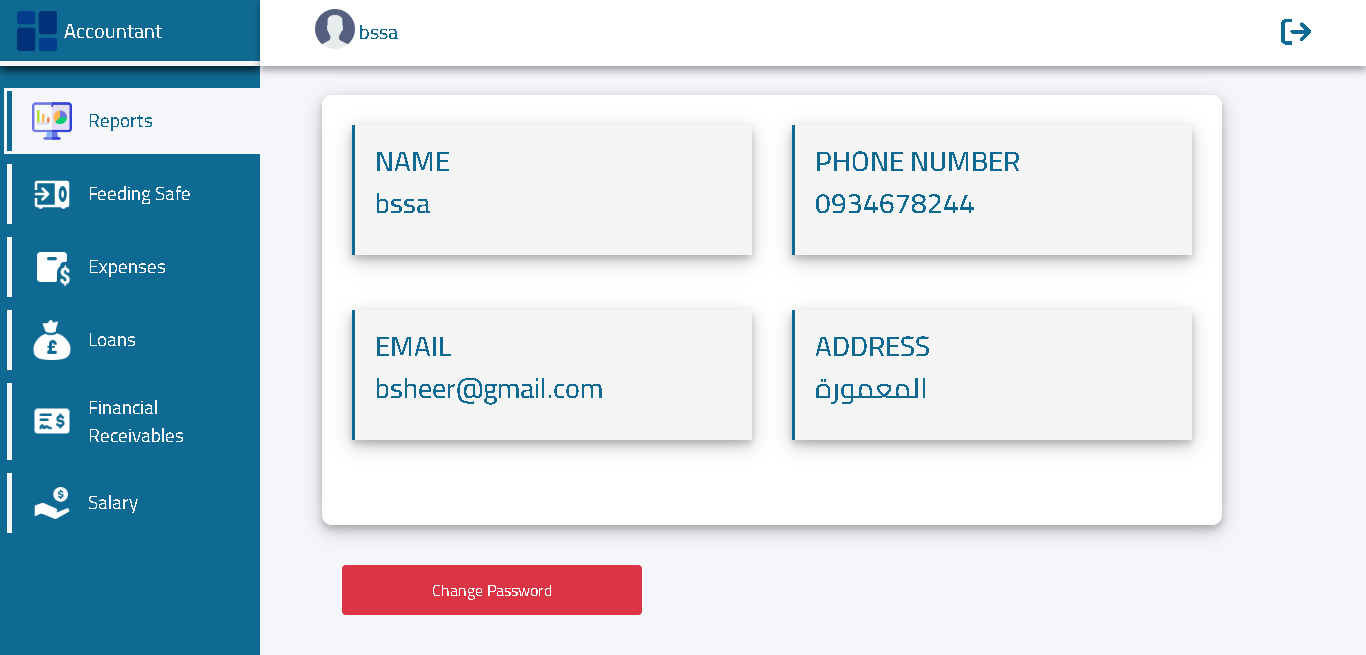 Accountant
bssa
Reports
Feeding Safe
Expenses
Loans
Financial
Receivables
Salary
NAME
bssa
PHONE NUMBER
0934678244
EMAIL
bsheer@gmail.com
ADDRESS
المعمورة
Change Password